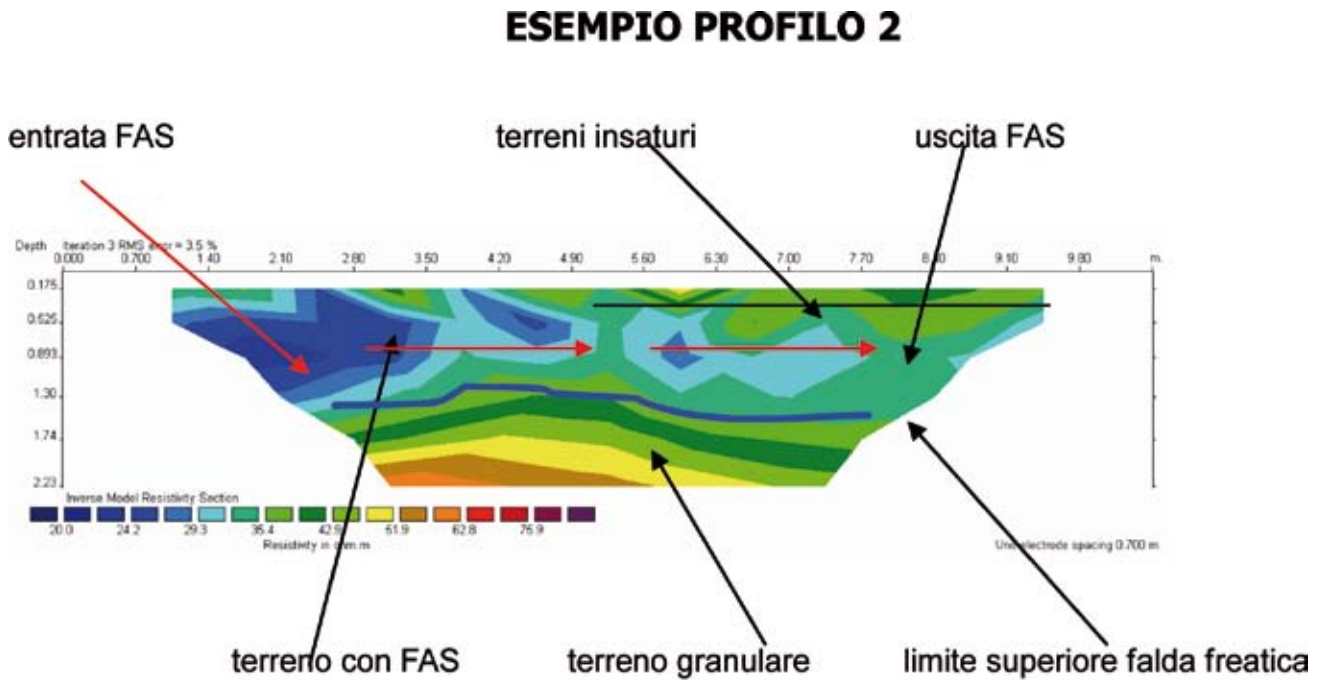 ESEMPIO PROFILO 2
entrata FAS
terreni insaturi
uscita FAS
Depth Iteration 3 RMS error = 3.5 %
0.000 0.700 1.40 2.10 2.80 3.50 4.20 4.90 5.60 6.30 7.00 7.70 9.10 9.80 m.
0.175
0.525
0.893
1.30
1.74
2.23
Inverse Model Resistivity Section
20.0 24.2 29.3 35.4 42.9 51.9 62.8 75.9
Resistivity in m
electrode spacing 0.700 m
terreno con FAS
terreno granulare
limite superiore falda freatica